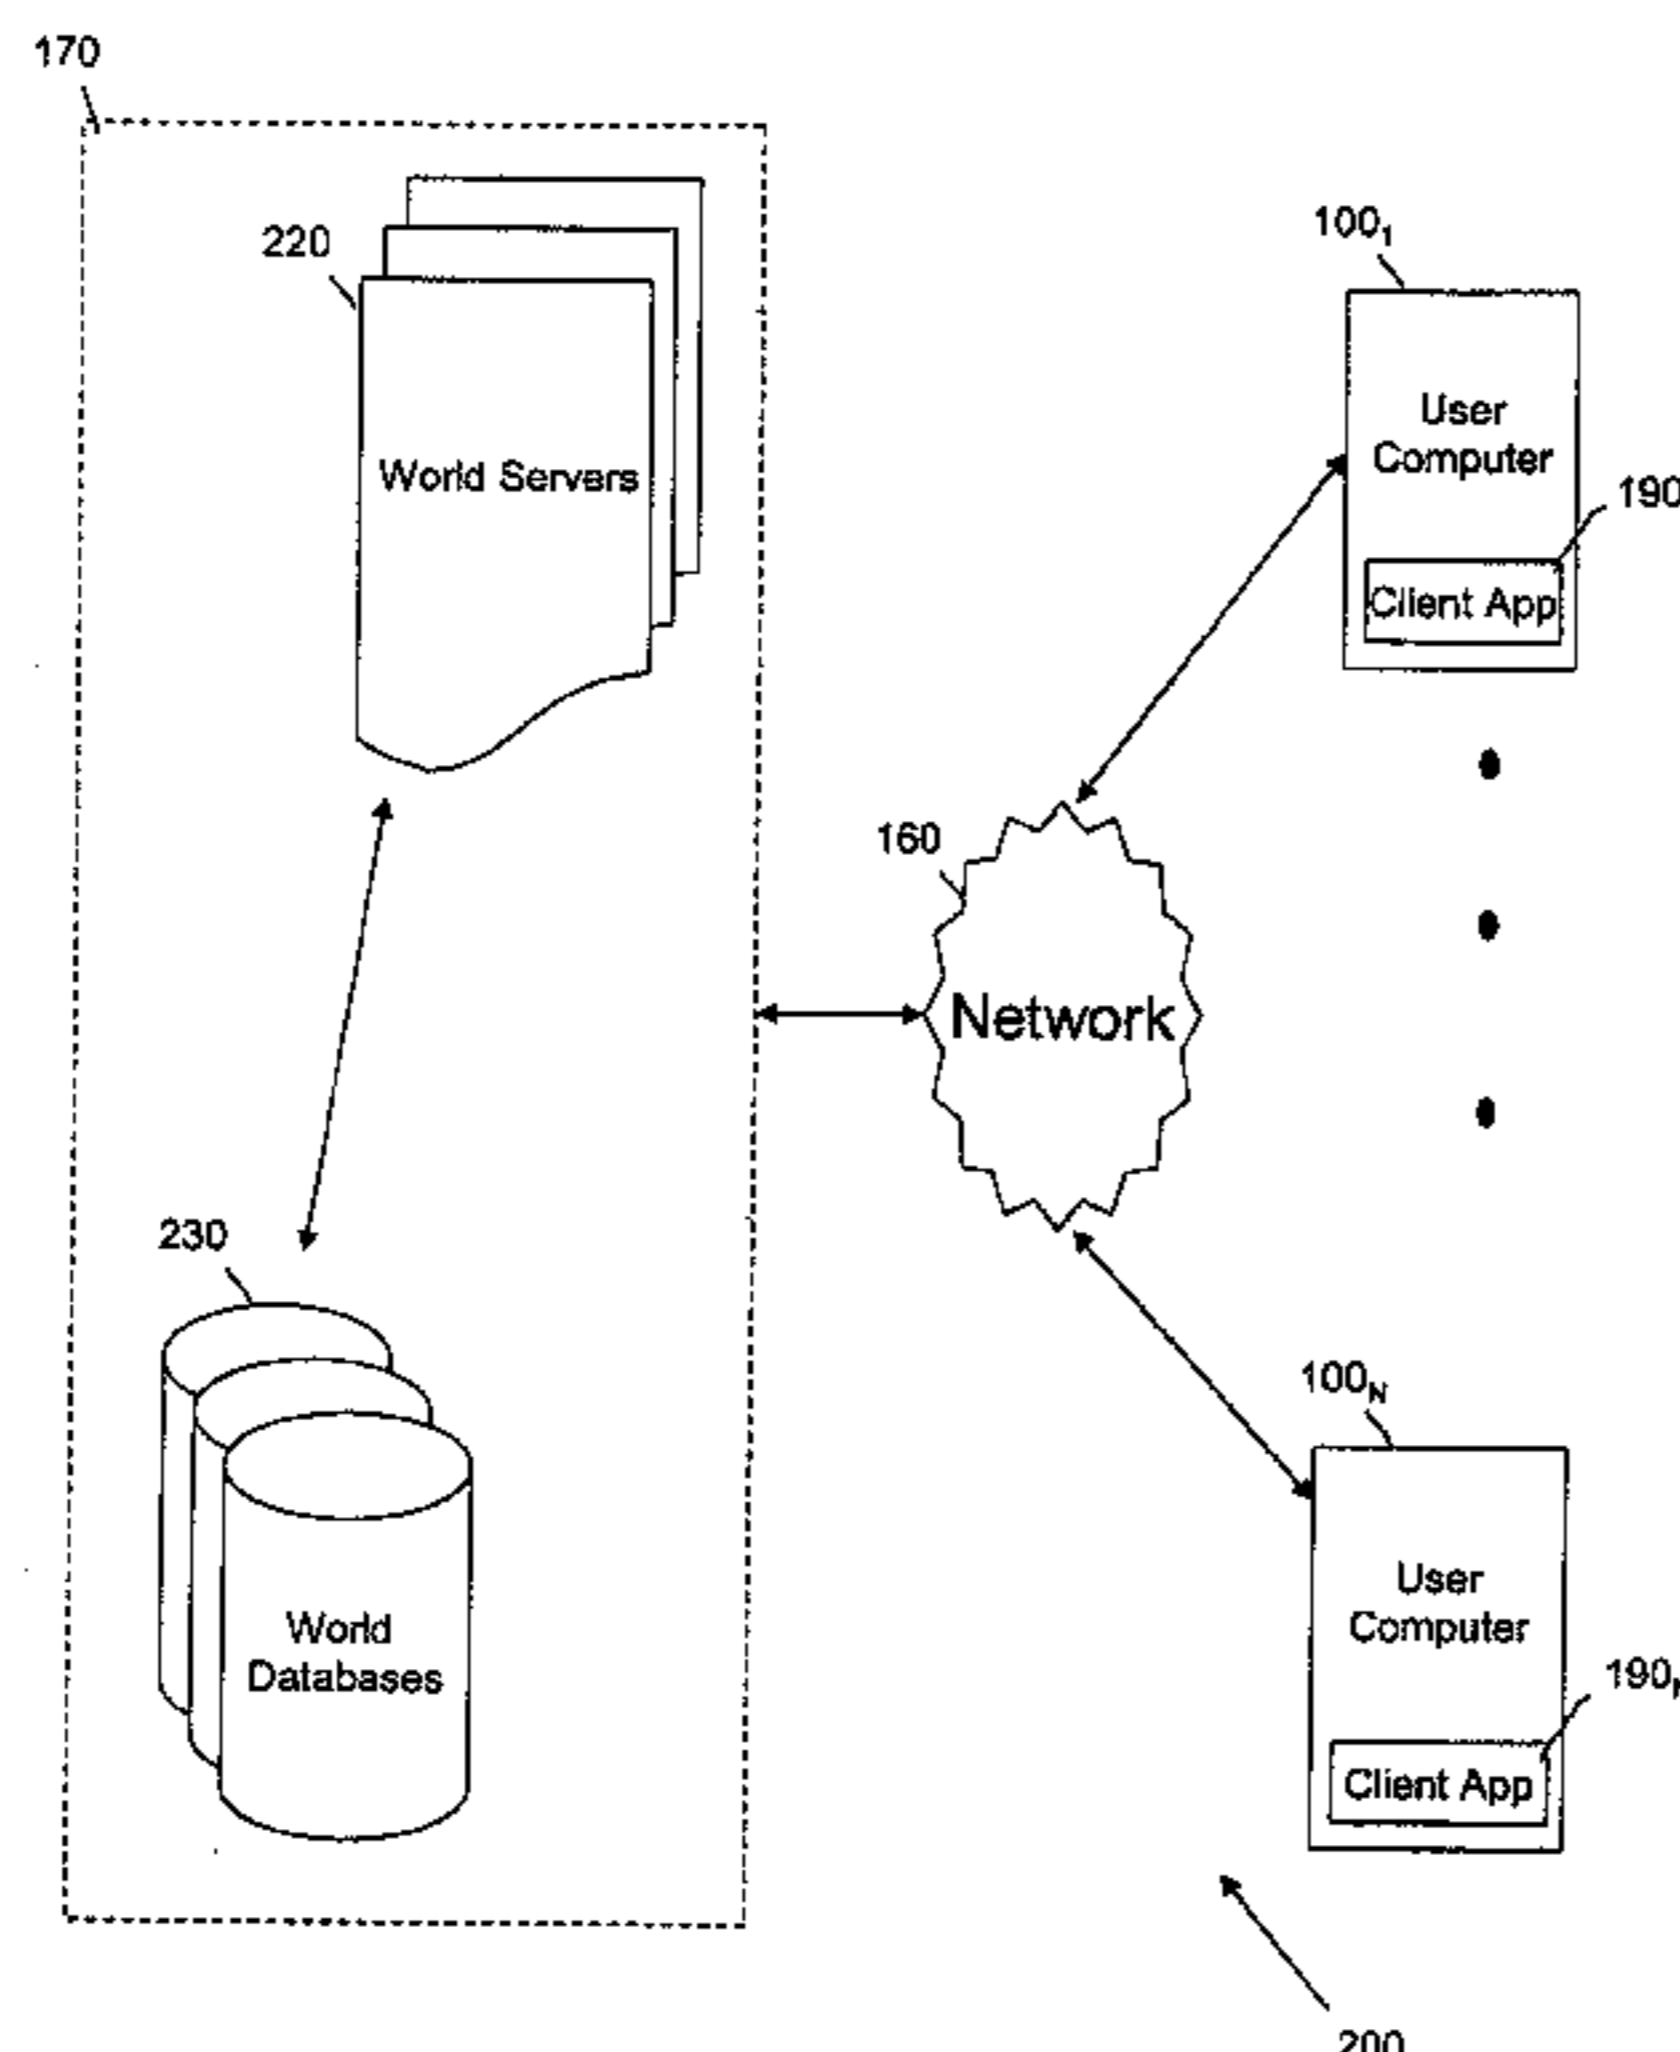 170
220
World Servers
230
World
Databases
160
Network
100₁
User
Computer
190
Client App
100N
User
Computer
190N
Client App
200